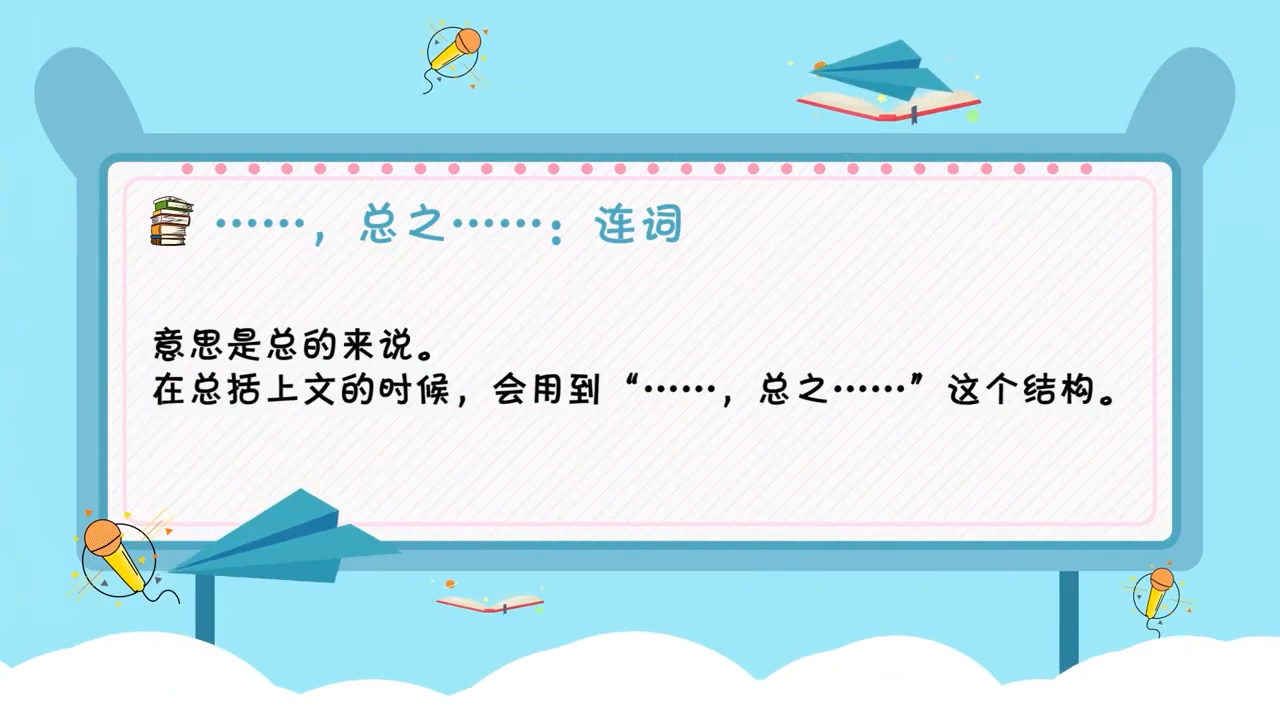 ……，总之……：连词
意思是总的来说。
在总括上文的时候，会用到“……，总之……”这个结构。